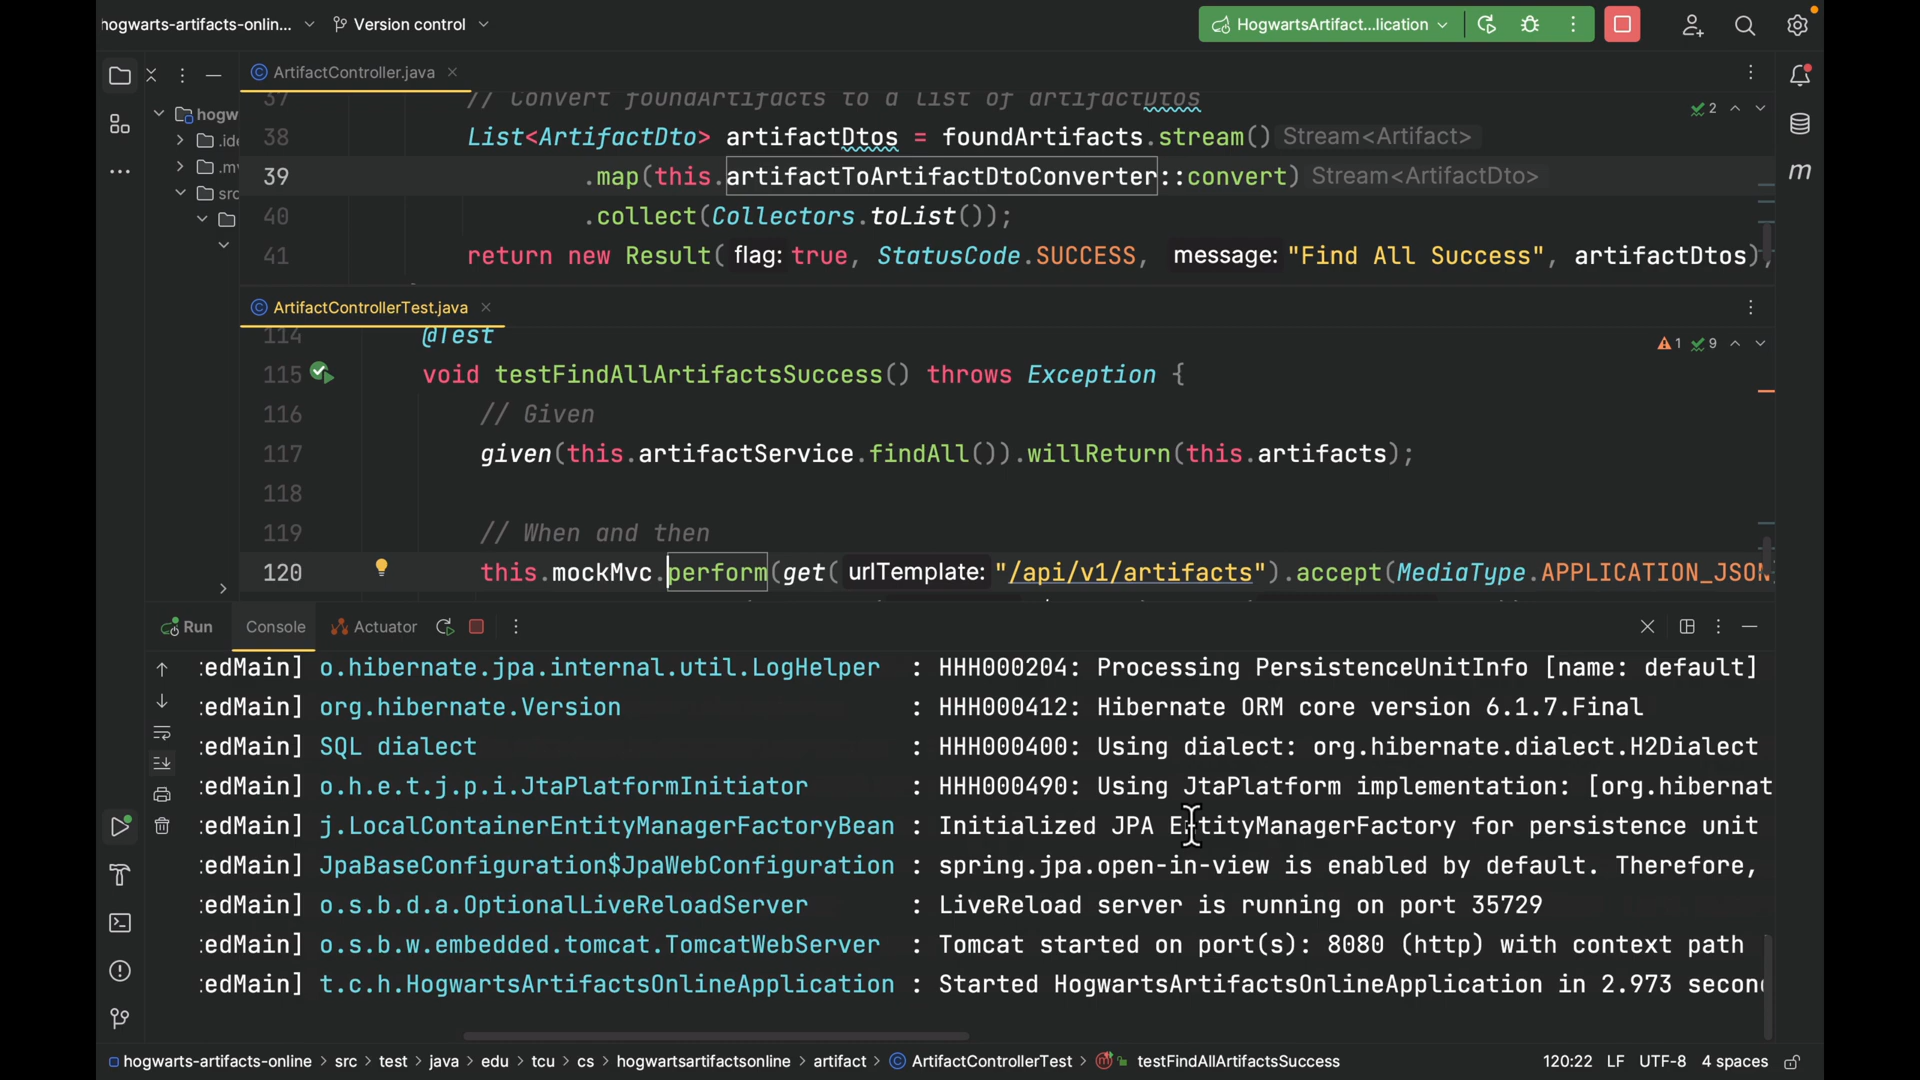 hogwarts-artifacts-onlin... Version control HogwartsArtifact...lication
ArtifactController.java
hogw
.ide
.mv
src
37 // Convert foundArtifacts to a list of artifactDtos
38 List<ArtifactDto> artifactDtos = foundArtifacts.stream() Stream<Artifact>
39 .map(this.artifactToArtifactDtoConverter::convert) Stream<ArtifactDto>
40 .collect(Collectors.toList());
41 return new Result( flag: true, StatusCode.SUCCESS, message: "Find All Success", artifactDtos)
2
ArtifactControllerTest.java
1 9
114 @Test
115 void testFindAllArtifactsSuccess() throws Exception {
116 // Given
117 given(this.artifactService.findAll()).willReturn(this.artifacts);
118
119 // When and then
120 this.mockMvc.perform(get( urlTemplate: "/api/v1/artifacts").accept(MediaType.APPLICATION_JSON
m
Run Console Actuator
:edMain] o.hibernate.jpa.internal.util.LogHelper : HHH000204: Processing PersistenceUnitInfo [name: default]
:edMain] org.hibernate.Version : HHH000412: Hibernate ORM core version 6.1.7.Final
:edMain] SQL dialect : HHH000400: Using dialect: org.hibernate.dialect.H2Dialect
:edMain] o.h.e.t.j.p.i.JtaPlatformInitiator : HHH000490: Using JtaPlatform implementation: [org.hibernat
:edMain] j.LocalContainerEntityManagerFactoryBean : Initialized JPA EntityManagerFactory for persistence unit
:edMain] JpaBaseConfiguration$JpaWebConfiguration : spring.jpa.open-in-view is enabled by default. Therefore,
:edMain] o.s.b.d.a.OptionalLiveReloadServer : LiveReload server is running on port 35729
:edMain] o.s.b.w.embedded.tomcat.TomcatWebServer : Tomcat started on port(s): 8080 (http) with context path
:edMain] t.c.h.HogwartsArtifactsOnlineApplication : Started HogwartsArtifactsOnlineApplication in 2.973 secon
hogwarts-artifacts-online > src > test > java > edu > tcu > cs > hogwartsartifactsonline > artifact > ArtifactControllerTest > testFindAllArtifactsSuccess 120:22 LF UTF-8 4 spaces